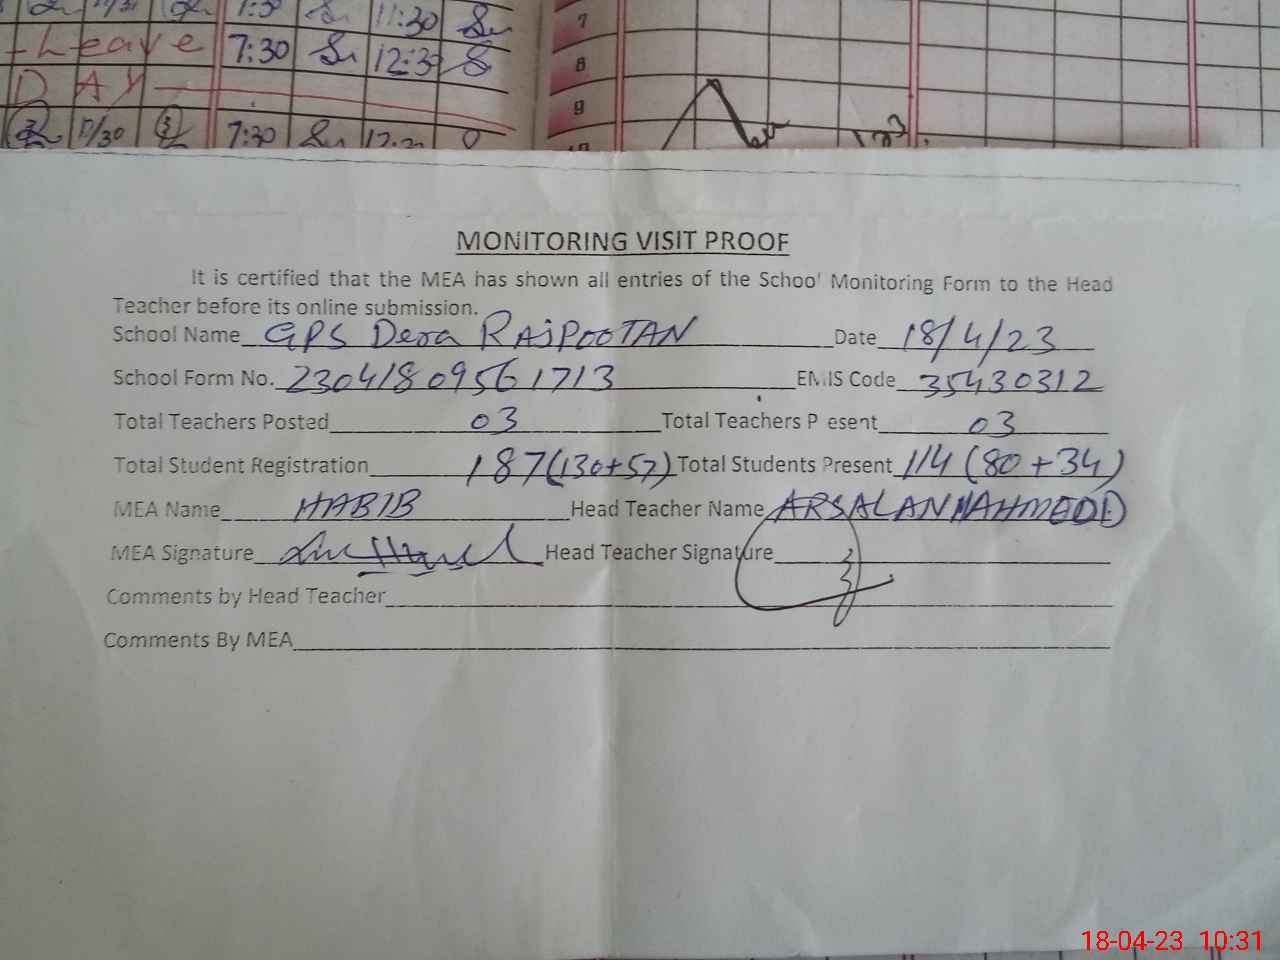 1:30 11:30
Leave 7:30 12:30
DAY
7:30
7
8
9
MONITORING VISIT PROOF
It is certified that the MEA has shown all entries of the School Monitoring Form to the Head
Teacher before its online submission.
School Name GPS Dera RAJPOOTAN Date 18/4/23
School Form No. 23041809561713 EMIS Code 35430312
Total Teachers Posted 03 Total Teachers Present 03
Total Student Registration 187(130+57) Total Students Present 114 (80+34)
MEA Name HABIB Head Teacher Name ARSALAN MAHMEDD
MEA Signature Head Teacher Signature
Comments by Head Teacher
Comments By MEA
18-04-23 10:31